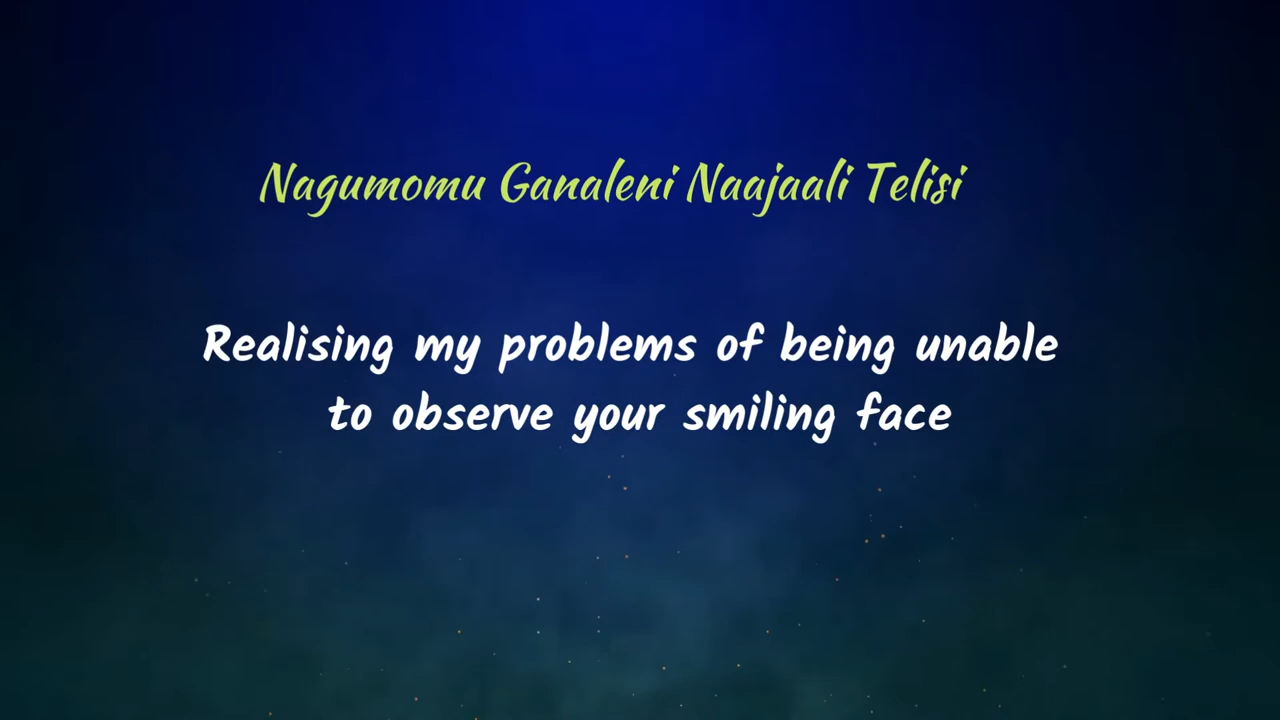 Nagumomu Ganaleni Naajaali Telisi
Realising my problems of being unable
to observe your smiling face